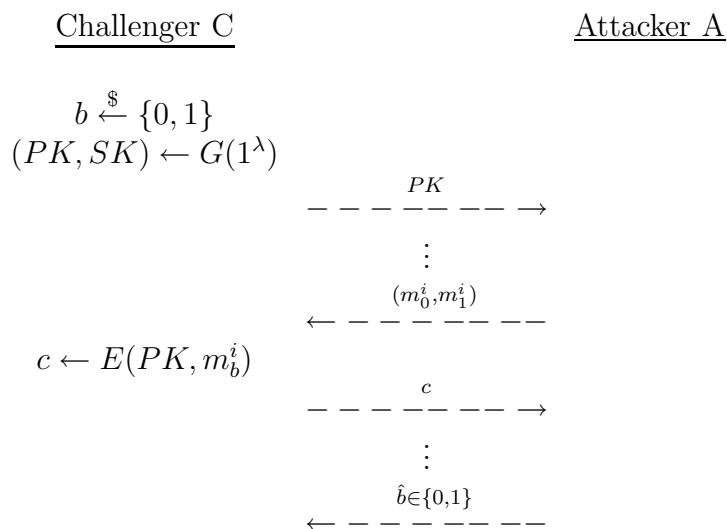 Challenger C Attacker A
b $← {0, 1}
(PK, SK) ← G(1^λ)
PK
− − − −− −− →
⋮
(m_0^i, m_1^i)
← − − − −− −−
c ← E(PK, m_b^i)
c
− − − −− −− →
⋮
b̂∈{0,1}
← − − − −− −−